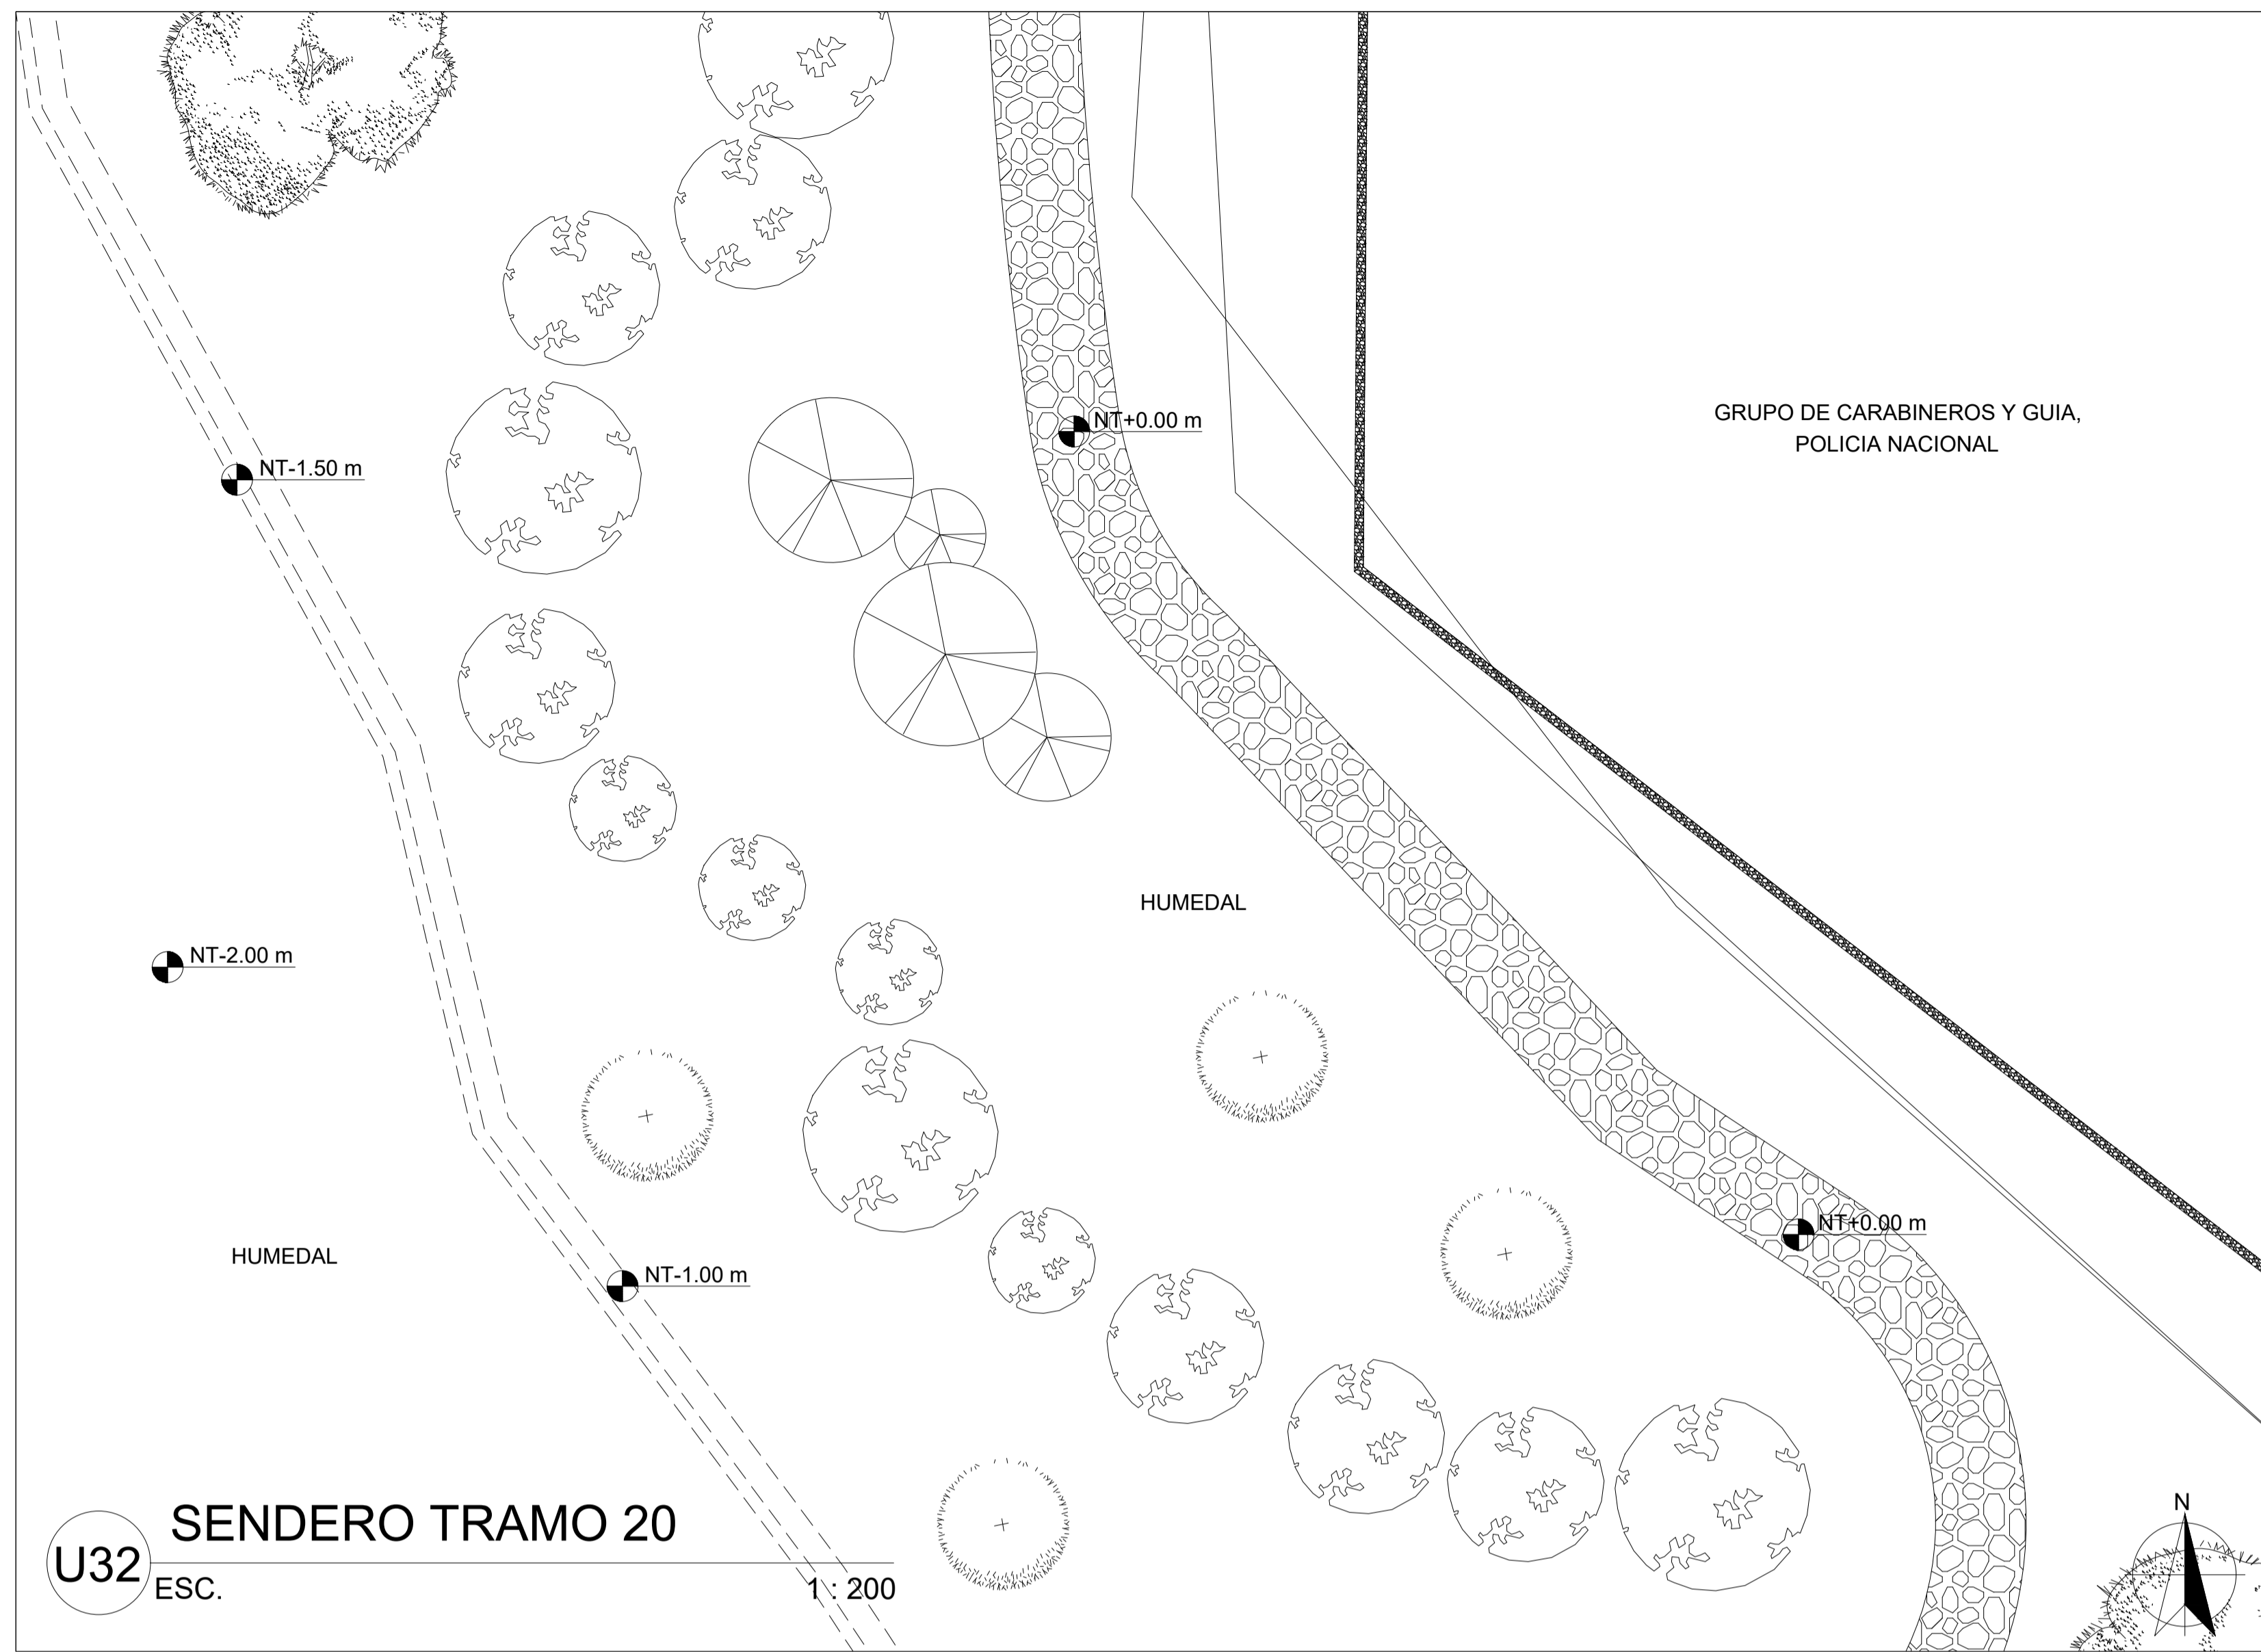 GRUPO DE CARABINEROS Y GUIA,
POLICIA NACIONAL
NT+0.00 m
NT-1.50 m
HUMEDAL
NT-2.00 m
NT+0.00 m
HUMEDAL
NT-1.00 m
SENDERO TRAMO 20
U32
ESC.
1 : 200
N